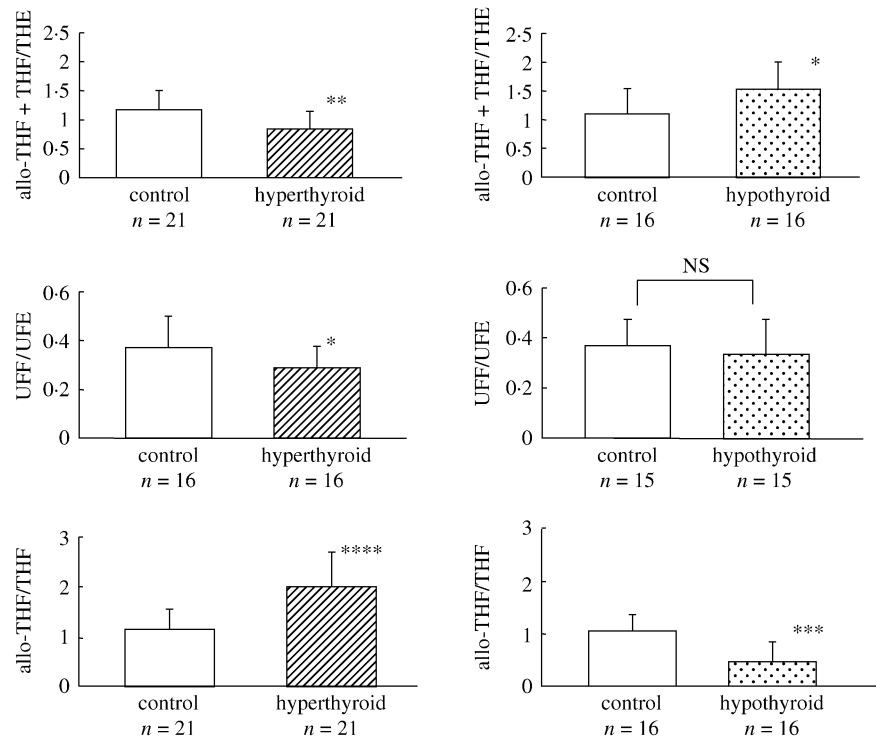 allo-THF + THF/THE
2·5
2
1·5
1
0·5
0
**
control
n = 21
hyperthyroid
n = 21
allo-THF + THF/THE
2·5
2
1·5
1
0·5
0
*
control
n = 16
hypothyroid
n = 16
UFF/UFE
0·6
0·4
0·2
0
*
control
n = 16
hyperthyroid
n = 16
UFF/UFE
0·6
0·4
0·2
0
NS
control
n = 15
hypothyroid
n = 15
allo-THF/THF
3
2
1
0
****
control
n = 21
hyperthyroid
n = 21
allo-THF/THF
3
2
1
0
***
control
n = 16
hypothyroid
n = 16